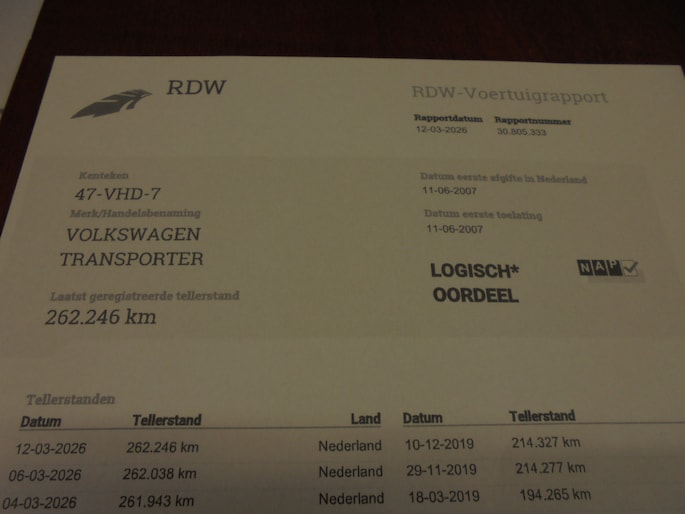 RDW
RDW-Voertuigrapport
Rapportdatum Rapportnummer
12-03-2026 30.805.333
Kenteken
47-VHD-7
Merk/Handelsbenaming
VOLKSWAGEN
TRANSPORTER
Laatst geregistreerde tellerstand
262.246 km
Datum eerste afgifte in Nederland
11-06-2007
Datum eerste toelating
11-06-2007
LOGISCH*
OORDEEL
NAP
Tellerstanden
Datum Tellerstand Land Datum Tellerstand
12-03-2026 262.246 km Nederland 10-12-2019 214.327 km
06-03-2026 262.038 km Nederland 29-11-2019 214.277 km
04-03-2026 261.943 km Nederland 18-03-2019 194.265 km